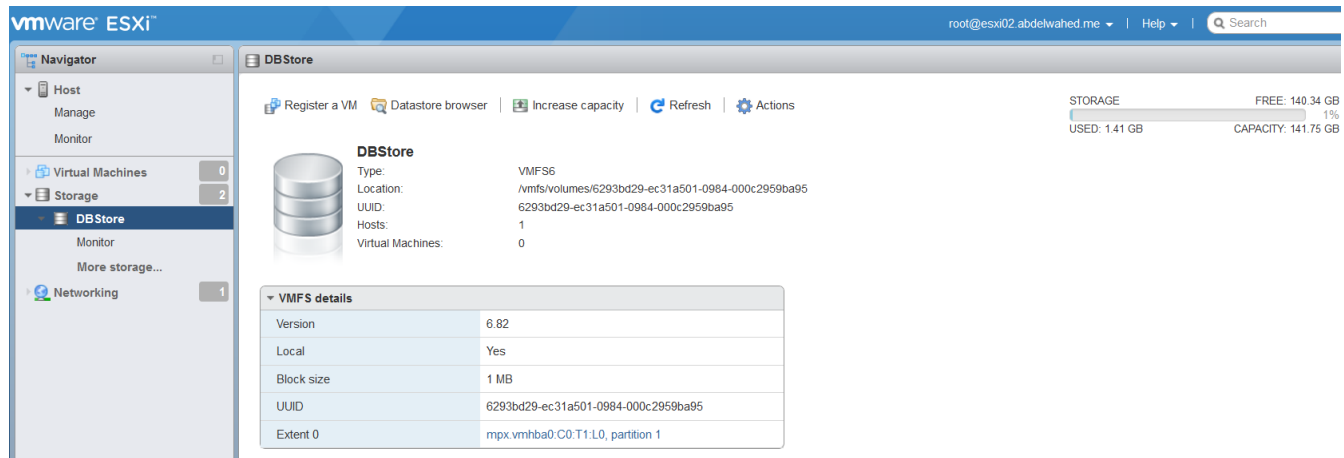 vmware ESXi™
root@esxi02.abdelwahed.me | Help | Search
Navigator
DBStore
Host
Manage
Monitor
Virtual Machines 0
Storage 2
DBStore
Monitor
More storage...
Networking 1
Register a VM Datastore browser | Increase capacity | Refresh | Actions
STORAGE FREE: 140.34 GB
1%
USED: 1.41 GB CAPACITY: 141.75 GB
DBStore
Type: VMFS6
Location: /vmfs/volumes/6293bd29-ec31a501-0984-000c2959ba95
UUID: 6293bd29-ec31a501-0984-000c2959ba95
Hosts: 1
Virtual Machines: 0
VMFS details
Version 6.82
Local Yes
Block size 1 MB
UUID 6293bd29-ec31a501-0984-000c2959ba95
Extent 0 mpx.vmhba0:C0:T1:L0, partition 1